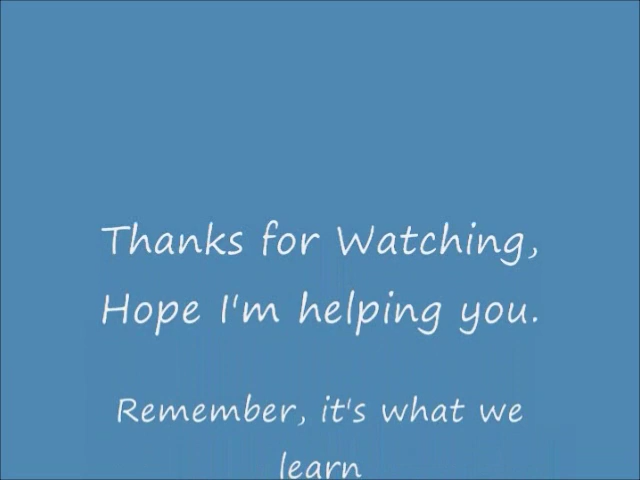 Thanks for Watching,
Hope I'm helping you.
Remember, it's what we
learn